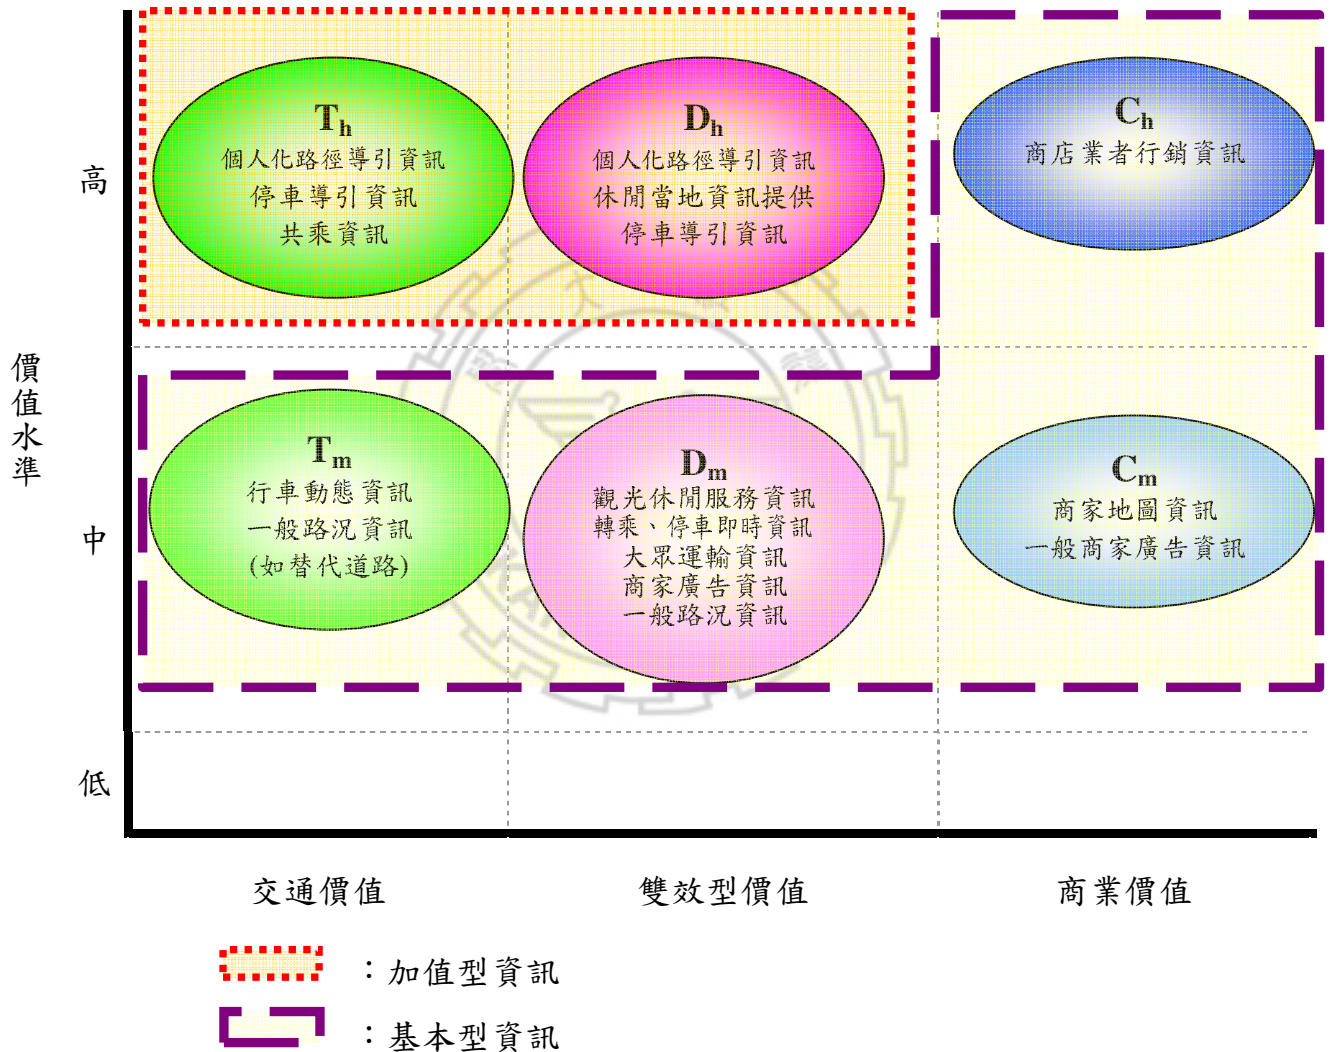 T_h
個人化路徑導引資訊
停車導引資訊
共乘資訊
D_h
個人化路徑導引資訊
休閒當地資訊提供
停車導引資訊
C_h
商店業者行銷資訊
高
價值水準
T_m
行車動態資訊
一般路況資訊
(如替代道路)
D_m
觀光休閒服務資訊
轉乘、停車即時資訊
大眾運輸資訊
商家廣告資訊
一般路況資訊
C_m
商家地圖資訊
一般商家廣告資訊
中
低
交通價值
雙效型價值
商業價值
：加值型資訊
：基本型資訊